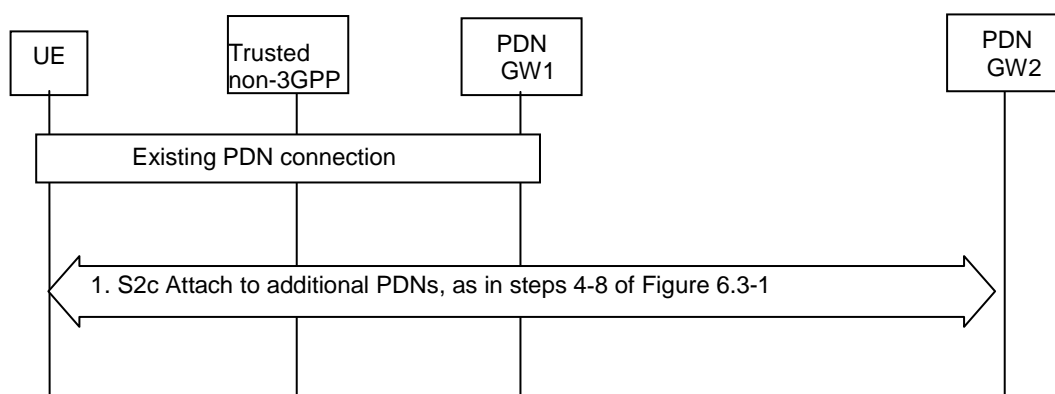 UE
Trusted
non-3GPP
PDN
GW1
PDN
GW2
Existing PDN connection
1. S2c Attach to additional PDNs, as in steps 4-8 of Figure 6.3-1